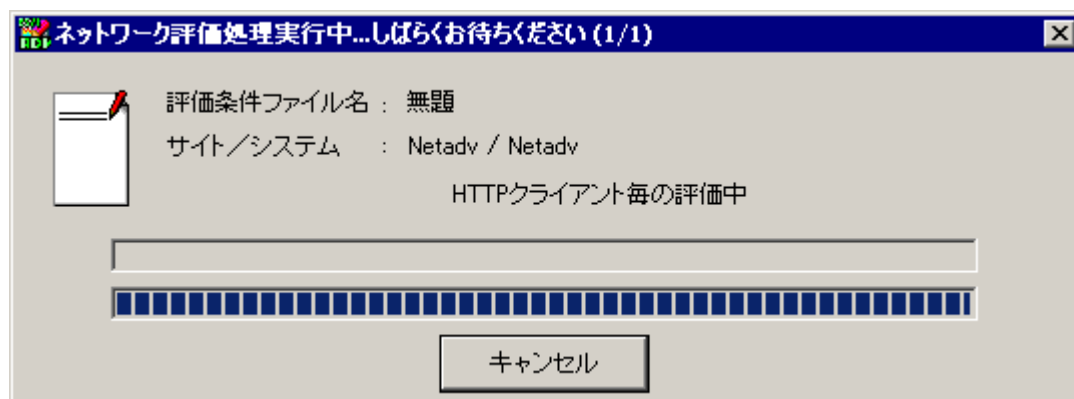 ネットワーク評価処理実行中...しばらくお待ちください (1/1)
評価条件ファイル名 : 無題
サイト/システム : Netadv / Netadv
HTTPクライアント毎の評価中
キャンセル